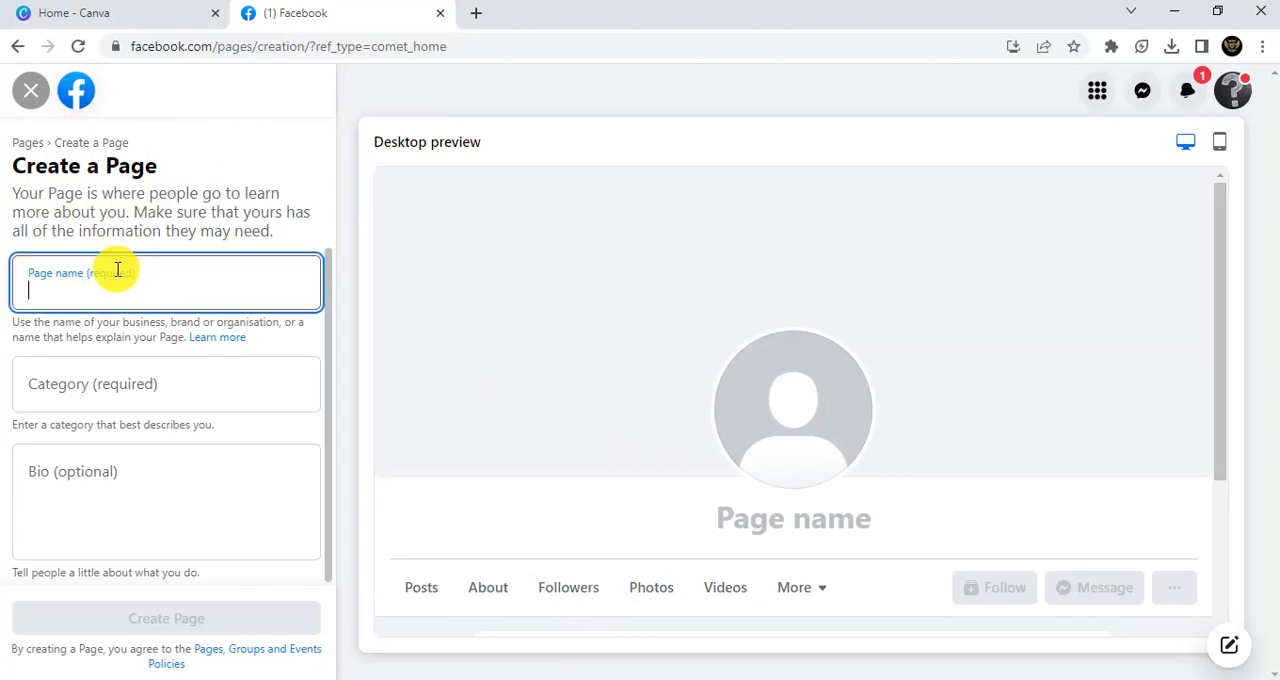 Home - Canva
(1) Facebook
facebook.com/pages/creation/?ref_type=comet_home
1
Pages › Create a Page
Create a Page
Your Page is where people go to learn
more about you. Make sure that yours has
all of the information they may need.
Page name (required)
Use the name of your business, brand or organisation, or a
name that helps explain your Page. Learn more
Category (required)
Enter a category that best describes you.
Bio (optional)
Tell people a little about what you do.
Create Page
By creating a Page, you agree to the Pages, Groups and Events
Policies
Desktop preview
Page name
Posts About Followers Photos Videos More Follow Message